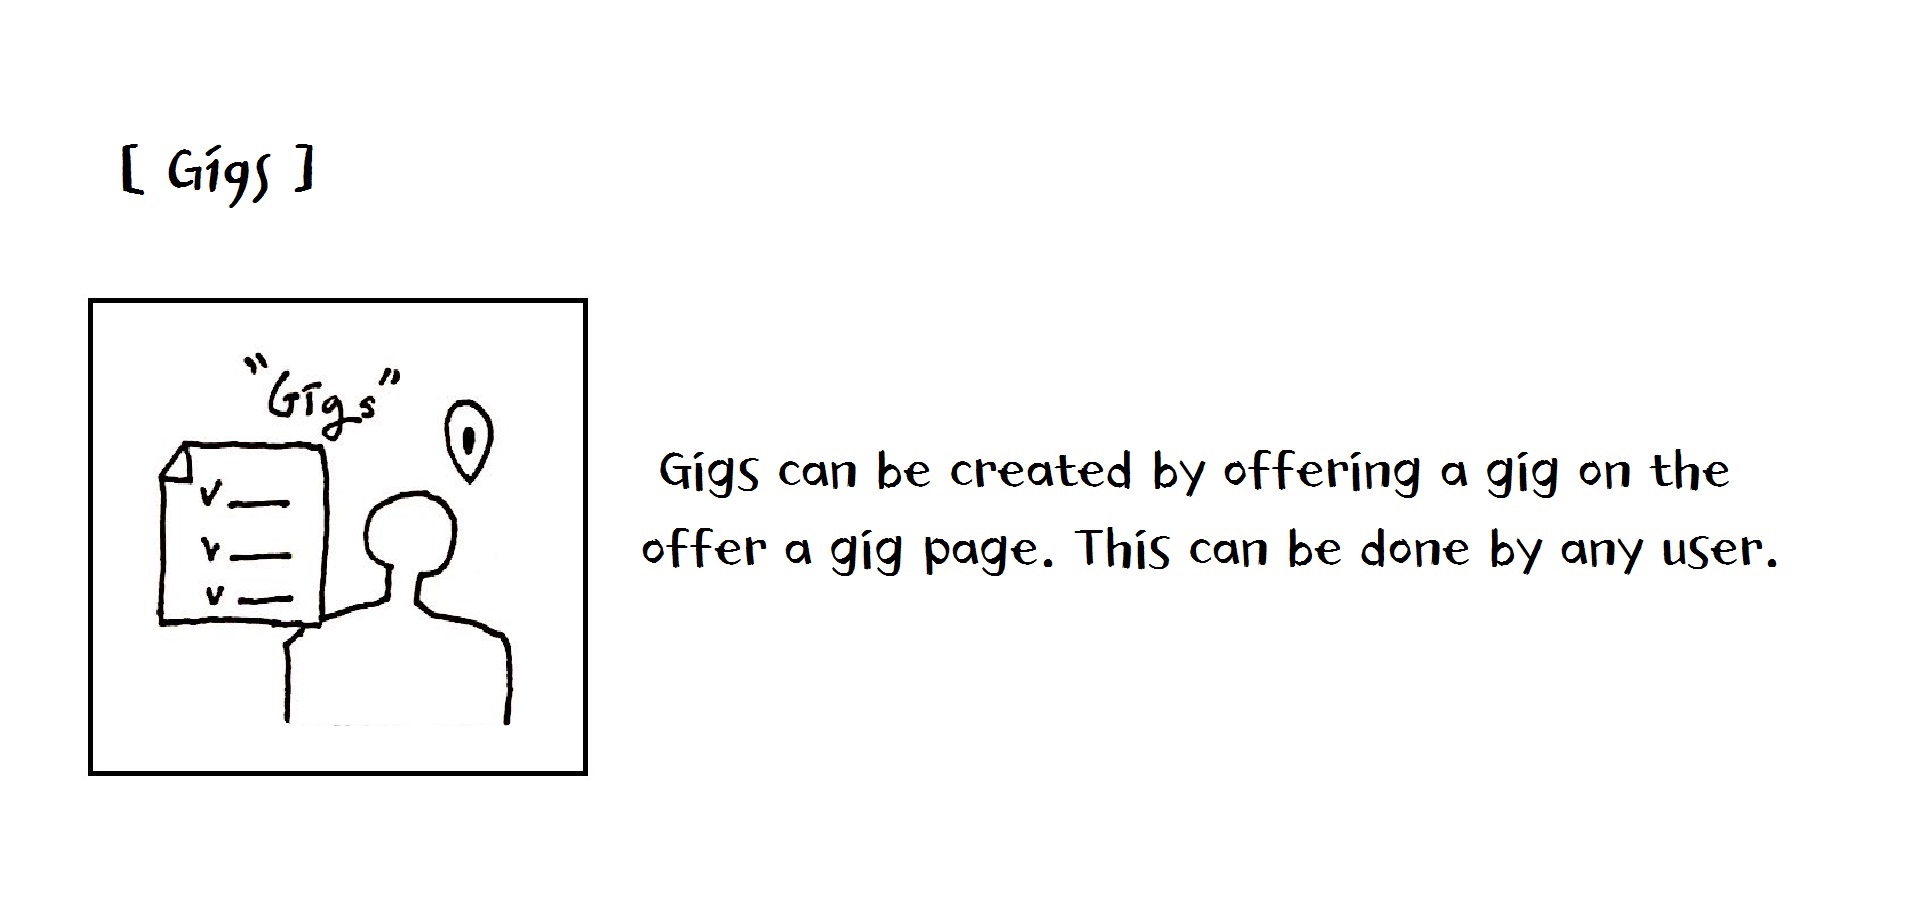 [ Gigs ]
"Gigs"
v
v
v
Gigs can be created by offering a gig on the
offer a gig page. This can be done by any user.